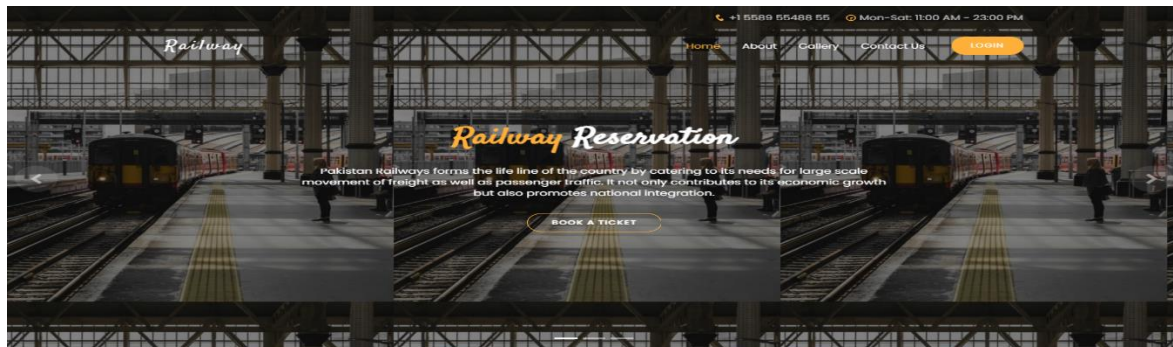 +1 5589 55488 55 Mon-Sat: 11:00 AM - 23:00 PM
Railway Home About Gallery Contact Us LOGIN
Railway Reservation
Pakistan Railways forms the life line of the country by catering to its needs for large scale
movement of freight as well as passenger traffic. It not only contributes to its economic growth
but also promotes national integration.
BOOK A TICKET